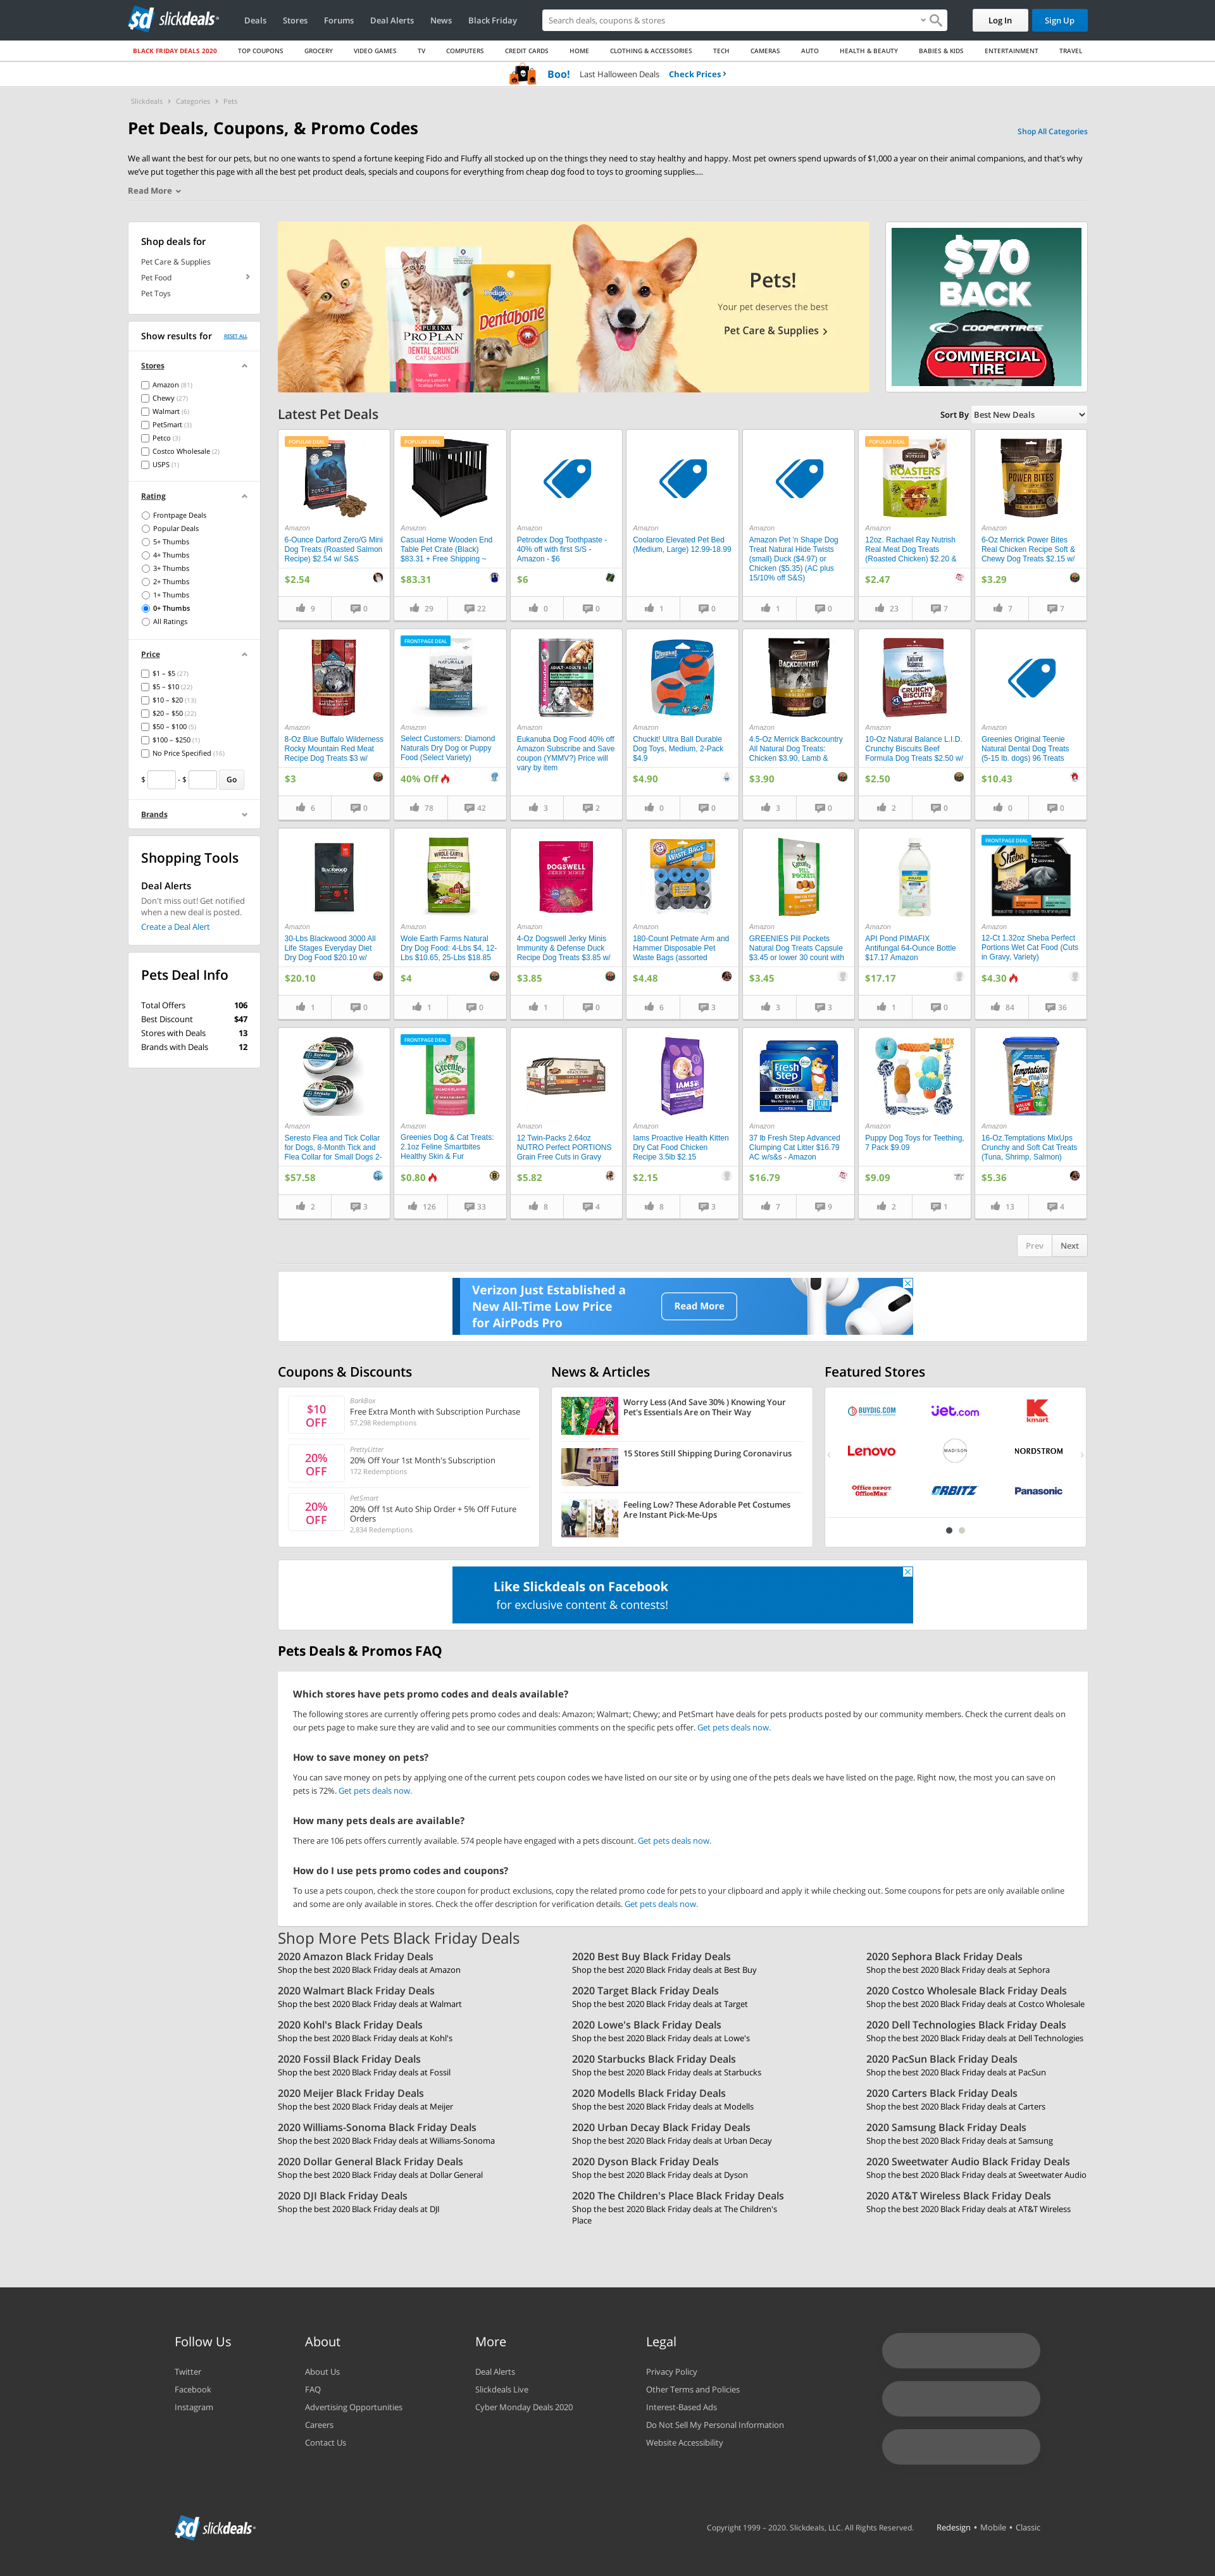 slickdeals
Deals Stores Forums Deal Alerts News Black Friday
Search deals, coupons & stores
Log In
Sign Up
BLACK FRIDAY DEALS 2020 TOP COUPONS GROCERY VIDEO GAMES TV COMPUTERS CREDIT CARDS HOME CLOTHING & ACCESSORIES TECH CAMERAS AUTO HEALTH & BEAUTY BABIES & KIDS ENTERTAINMENT TRAVEL
Boo! Last Halloween Deals Check Prices
Slickdeals Categories Pets
Pet Deals, Coupons, & Promo Codes
Shop All Categories
We all want the best for our pets, but no one wants to spend a fortune keeping Fido and Fluffy all stocked up on the things they need to stay healthy and happy. Most pet owners spend upwards of $1,000 a year on their animal companions, and that's why
we've put together this page with all the best pet product deals, specials and coupons for everything from cheap dog food to toys to grooming supplies....
Read More
Shop deals for
Pet Care & Supplies
Pet Food
Pet Toys
Show results for RESET ALL
Stores
Amazon (81)
Chewy (27)
Walmart (6)
PetSmart (3)
Petco (3)
Costco Wholesale (2)
USPS (1)
Rating
Frontpage Deals
Popular Deals
5+ Thumbs
4+ Thumbs
3+ Thumbs
2+ Thumbs
1+ Thumbs
0+ Thumbs
All Ratings
Price
$1 – $5 (27)
$5 – $10 (22)
$10 – $20 (13)
$20 – $50 (22)
$50 – $100 (5)
$100 – $250 (1)
No Price Specified (16)
$ - $ Go
Brands
Shopping Tools
Deal Alerts
Don't miss out! Get notified
when a new deal is posted.
Create a Deal Alert
Pets Deal Info
Total Offers 106
Best Discount $47
Stores with Deals 13
Brands with Deals 12
PURINA
PRO PLAN
DENTAL CRUNCH
CAT SNACKS
Pedigree
Dentabone
Pets!
Your pet deserves the best
Pet Care & Supplies
$70
BACK
COOPERTIRES
COMMERCIAL
TIRE
Latest Pet Deals
Sort By Best New Deals
POPULAR DEAL
Amazon
6-Ounce Darford Zero/G Mini
Dog Treats (Roasted Salmon
Recipe) $2.54 w/ S&S
$2.54
9 0
POPULAR DEAL
Amazon
Casual Home Wooden End
Table Pet Crate (Black)
$83.31 + Free Shipping ~
$83.31
29 22
Amazon
Petrodex Dog Toothpaste -
40% off with first S/S -
Amazon - $6
$6
0 0
Amazon
Coolaroo Elevated Pet Bed
(Medium, Large) 12.99-18.99
1 0
Amazon
Amazon Pet 'n Shape Dog
Treat Natural Hide Twists
(small) Duck ($4.97) or
Chicken ($5.35) (AC plus
15/10% off S&S)
1 0
POPULAR DEAL
Amazon
12oz. Rachael Ray Nutrish
Real Meat Dog Treats
(Roasted Chicken) $2.20 &
$2.47
23 7
Amazon
6-Oz Merrick Power Bites
Real Chicken Recipe Soft &
Chewy Dog Treats $2.15 w/
$3.29
7 7
Amazon
8-Oz Blue Buffalo Wilderness
Rocky Mountain Red Meat
Recipe Dog Treats $3 w/
$3
6 0
FRONTPAGE DEAL
Amazon
Select Customers: Diamond
Naturals Dry Dog or Puppy
Food (Select Variety)
40% Off
78 42
Amazon
Eukanuba Dog Food 40% off
Amazon Subscribe and Save
coupon (YMMV?) Price will
vary by item
3 2
Amazon
Chuckit! Ultra Ball Durable
Dog Toys, Medium, 2-Pack
$4.9
$4.90
0 0
Amazon
4.5-Oz Merrick Backcountry
All Natural Dog Treats:
Chicken $3.90, Lamb &
$3.90
3 0
Amazon
10-Oz Natural Balance L.I.D.
Crunchy Biscuits Beef
Formula Dog Treats $2.50 w/
$2.50
2 0
Amazon
Greenies Original Teenie
Natural Dental Dog Treats
(5-15 lb. dogs) 96 Treats
$10.43
0 0
Amazon
30-Lbs Blackwood 3000 All
Life Stages Everyday Diet
Dry Dog Food $20.10 w/
$20.10
1 0
Amazon
Wole Earth Farms Natural
Dry Dog Food: 4-Lbs $4, 12-
Lbs $10.65, 25-Lbs $18.85
$4
1 0
Amazon
4-Oz Dogswell Jerky Minis
Immunity & Defense Duck
Recipe Dog Treats $3.85 w/
$3.85
1 0
Amazon
180-Count Petmate Arm and
Hammer Disposable Pet
Waste Bags (assorted
$4.48
6 3
Amazon
GREENIES Pill Pockets
Natural Dog Treats Capsule
$3.45 or lower 30 count with
$3.45
3 3
Amazon
API Pond PIMAFIX
Antifungal 64-Ounce Bottle
$17.17 Amazon
$17.17
1 0
FRONTPAGE DEAL
Amazon
12-Ct 1.32oz Sheba Perfect
Portions Wet Cat Food (Cuts
in Gravy, Variety)
$4.30
84 36
Amazon
Seresto Flea and Tick Collar
for Dogs, 8-Month Tick and
Flea Collar for Small Dogs 2-
$57.58
2 3
FRONTPAGE DEAL
Amazon
Greenies Dog & Cat Treats:
2.1oz Feline Smartbites
Healthy Skin & Fur
$0.80
126 33
Amazon
12 Twin-Packs 2.64oz
NUTRO Perfect PORTIONS
Grain Free Cuts in Gravy
$5.82
8 4
Amazon
Iams Proactive Health Kitten
Dry Cat Food Chicken
Recipe 3.5lb $2.15
$2.15
8 3
Amazon
37 lb Fresh Step Advanced
Clumping Cat Litter $16.79
AC w/s&s - Amazon
$16.79
7 9
Amazon
Puppy Dog Toys for Teething,
7 Pack $9.09
$9.09
2 1
Amazon
16-Oz.Temptations MixUps
Crunchy and Soft Cat Treats
(Tuna, Shrimp, Salmon)
$5.36
13 4
Prev Next
Verizon Just Established a
New All-Time Low Price
for AirPods Pro
Read More
Coupons & Discounts
$10
OFF
BarkBox
Free Extra Month with Subscription Purchase
57,298 Redemptions
20%
OFF
PrettyLitter
20% Off Your 1st Month's Subscription
172 Redemptions
20%
OFF
PetSmart
20% Off 1st Auto Ship Order + 5% Off Future
Orders
2,834 Redemptions
News & Articles
Worry Less (And Save 30% ) Knowing Your
Pet's Essentials Are on Their Way
15 Stores Still Shipping During Coronavirus
Feeling Low? These Adorable Pet Costumes
Are Instant Pick-Me-Ups
Featured Stores
BUYDIG.COM jet.com kmart
Lenovo MADISON NORDSTROM
Office DEPOT OfficeMax ORBITZ Panasonic
Like Slickdeals on Facebook
for exclusive content & contests!
Pets Deals & Promos FAQ
Which stores have pets promo codes and deals available?
The following stores are currently offering pets promo codes and deals: Amazon; Walmart; Chewy; and PetSmart have deals for pets products posted by our community members. Check the current deals on
our pets page to make sure they are valid and to see our communities comments on the specific pets offer. Get pets deals now.
How to save money on pets?
You can save money on pets by applying one of the current pets coupon codes we have listed on our site or by using one of the pets deals we have listed on the page. Right now, the most you can save on
pets is 72%. Get pets deals now.
How many pets deals are available?
There are 106 pets offers currently available. 574 people have engaged with a pets discount. Get pets deals now.
How do I use pets promo codes and coupons?
To use a pets coupon, check the store coupon for product exclusions, copy the related promo code for pets to your clipboard and apply it while checking out. Some coupons for pets are only available online
and some are only available in stores. Check the offer description for verification details. Get pets deals now.
Shop More Pets Black Friday Deals
2020 Amazon Black Friday Deals
Shop the best 2020 Black Friday deals at Amazon
2020 Best Buy Black Friday Deals
Shop the best 2020 Black Friday deals at Best Buy
2020 Sephora Black Friday Deals
Shop the best 2020 Black Friday deals at Sephora
2020 Walmart Black Friday Deals
Shop the best 2020 Black Friday deals at Walmart
2020 Target Black Friday Deals
Shop the best 2020 Black Friday deals at Target
2020 Costco Wholesale Black Friday Deals
Shop the best 2020 Black Friday deals at Costco Wholesale
2020 Kohl's Black Friday Deals
Shop the best 2020 Black Friday deals at Kohl's
2020 Lowe's Black Friday Deals
Shop the best 2020 Black Friday deals at Lowe's
2020 Dell Technologies Black Friday Deals
Shop the best 2020 Black Friday deals at Dell Technologies
2020 Fossil Black Friday Deals
Shop the best 2020 Black Friday deals at Fossil
2020 Starbucks Black Friday Deals
Shop the best 2020 Black Friday deals at Starbucks
2020 PacSun Black Friday Deals
Shop the best 2020 Black Friday deals at PacSun
2020 Meijer Black Friday Deals
Shop the best 2020 Black Friday deals at Meijer
2020 Modells Black Friday Deals
Shop the best 2020 Black Friday deals at Modells
2020 Carters Black Friday Deals
Shop the best 2020 Black Friday deals at Carters
2020 Williams-Sonoma Black Friday Deals
Shop the best 2020 Black Friday deals at Williams-Sonoma
2020 Urban Decay Black Friday Deals
Shop the best 2020 Black Friday deals at Urban Decay
2020 Samsung Black Friday Deals
Shop the best 2020 Black Friday deals at Samsung
2020 Dollar General Black Friday Deals
Shop the best 2020 Black Friday deals at Dollar General
2020 Dyson Black Friday Deals
Shop the best 2020 Black Friday deals at Dyson
2020 Sweetwater Audio Black Friday Deals
Shop the best 2020 Black Friday deals at Sweetwater Audio
2020 DJI Black Friday Deals
Shop the best 2020 Black Friday deals at DJI
2020 The Children's Place Black Friday Deals
Shop the best 2020 Black Friday deals at The Children's
Place
2020 AT&T Wireless Black Friday Deals
Shop the best 2020 Black Friday deals at AT&T Wireless
Follow Us
Twitter
Facebook
Instagram
About
About Us
FAQ
Advertising Opportunities
Careers
Contact Us
More
Deal Alerts
Slickdeals Live
Cyber Monday Deals 2020
Legal
Privacy Policy
Other Terms and Policies
Interest-Based Ads
Do Not Sell My Personal Information
Website Accessibility
slickdeals
Copyright 1999 – 2020. Slickdeals, LLC. All Rights Reserved. Redesign • Mobile • Classic